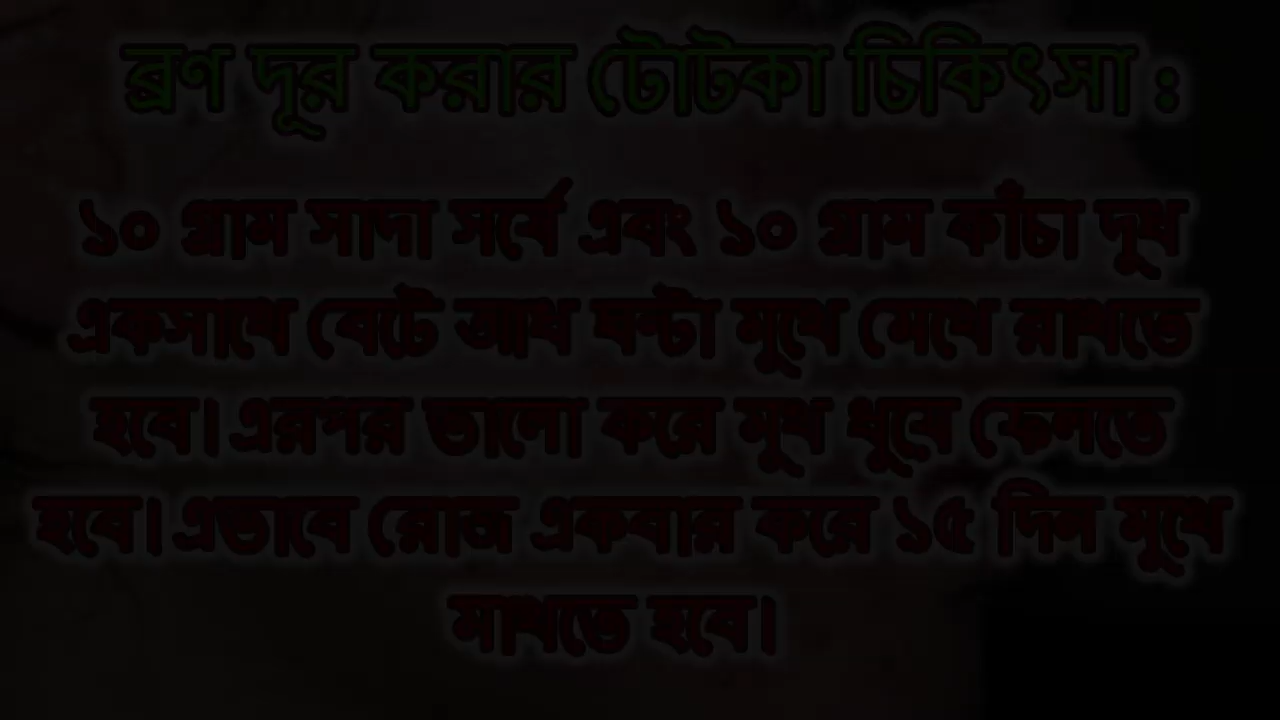 ব্রণ দূর করার টোটকা চিকিৎসা :
১০ গ্রাম সাদা সর্ষে এবং ১০ গ্রাম কাঁচা দুধ
একসাথে বেটে আধ ঘন্টা মুখে মেখে রাখতে
হবে। এরপর ভালো করে মুখ ধুয়ে ফেলতে
হবে। এভাবে রোজ একবার করে ১৫ দিন মুখে
মাখতে হবে।